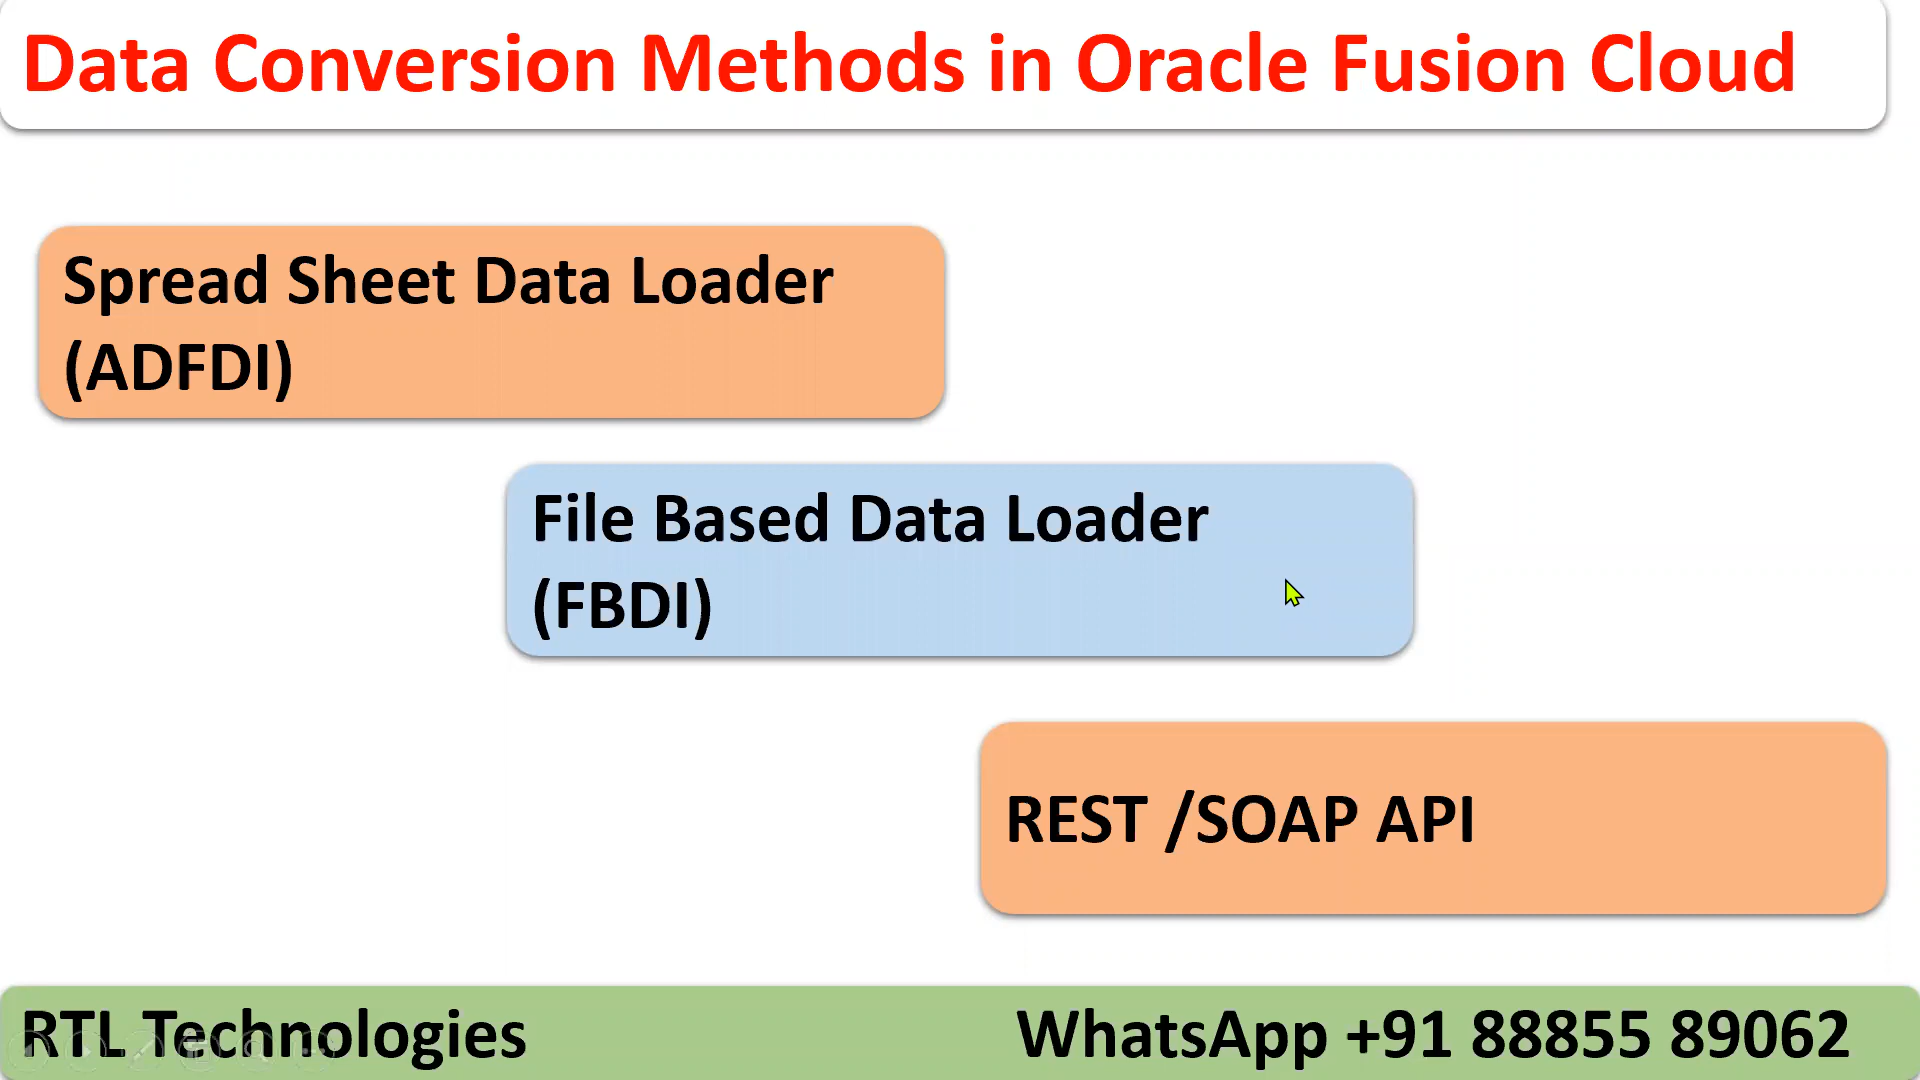 Data Conversion Methods in Oracle Fusion Cloud
Spread Sheet Data Loader
(ADFDI)
File Based Data Loader
(FBDI)
REST /SOAP API
RTL Technologies
WhatsApp +91 88855 89062